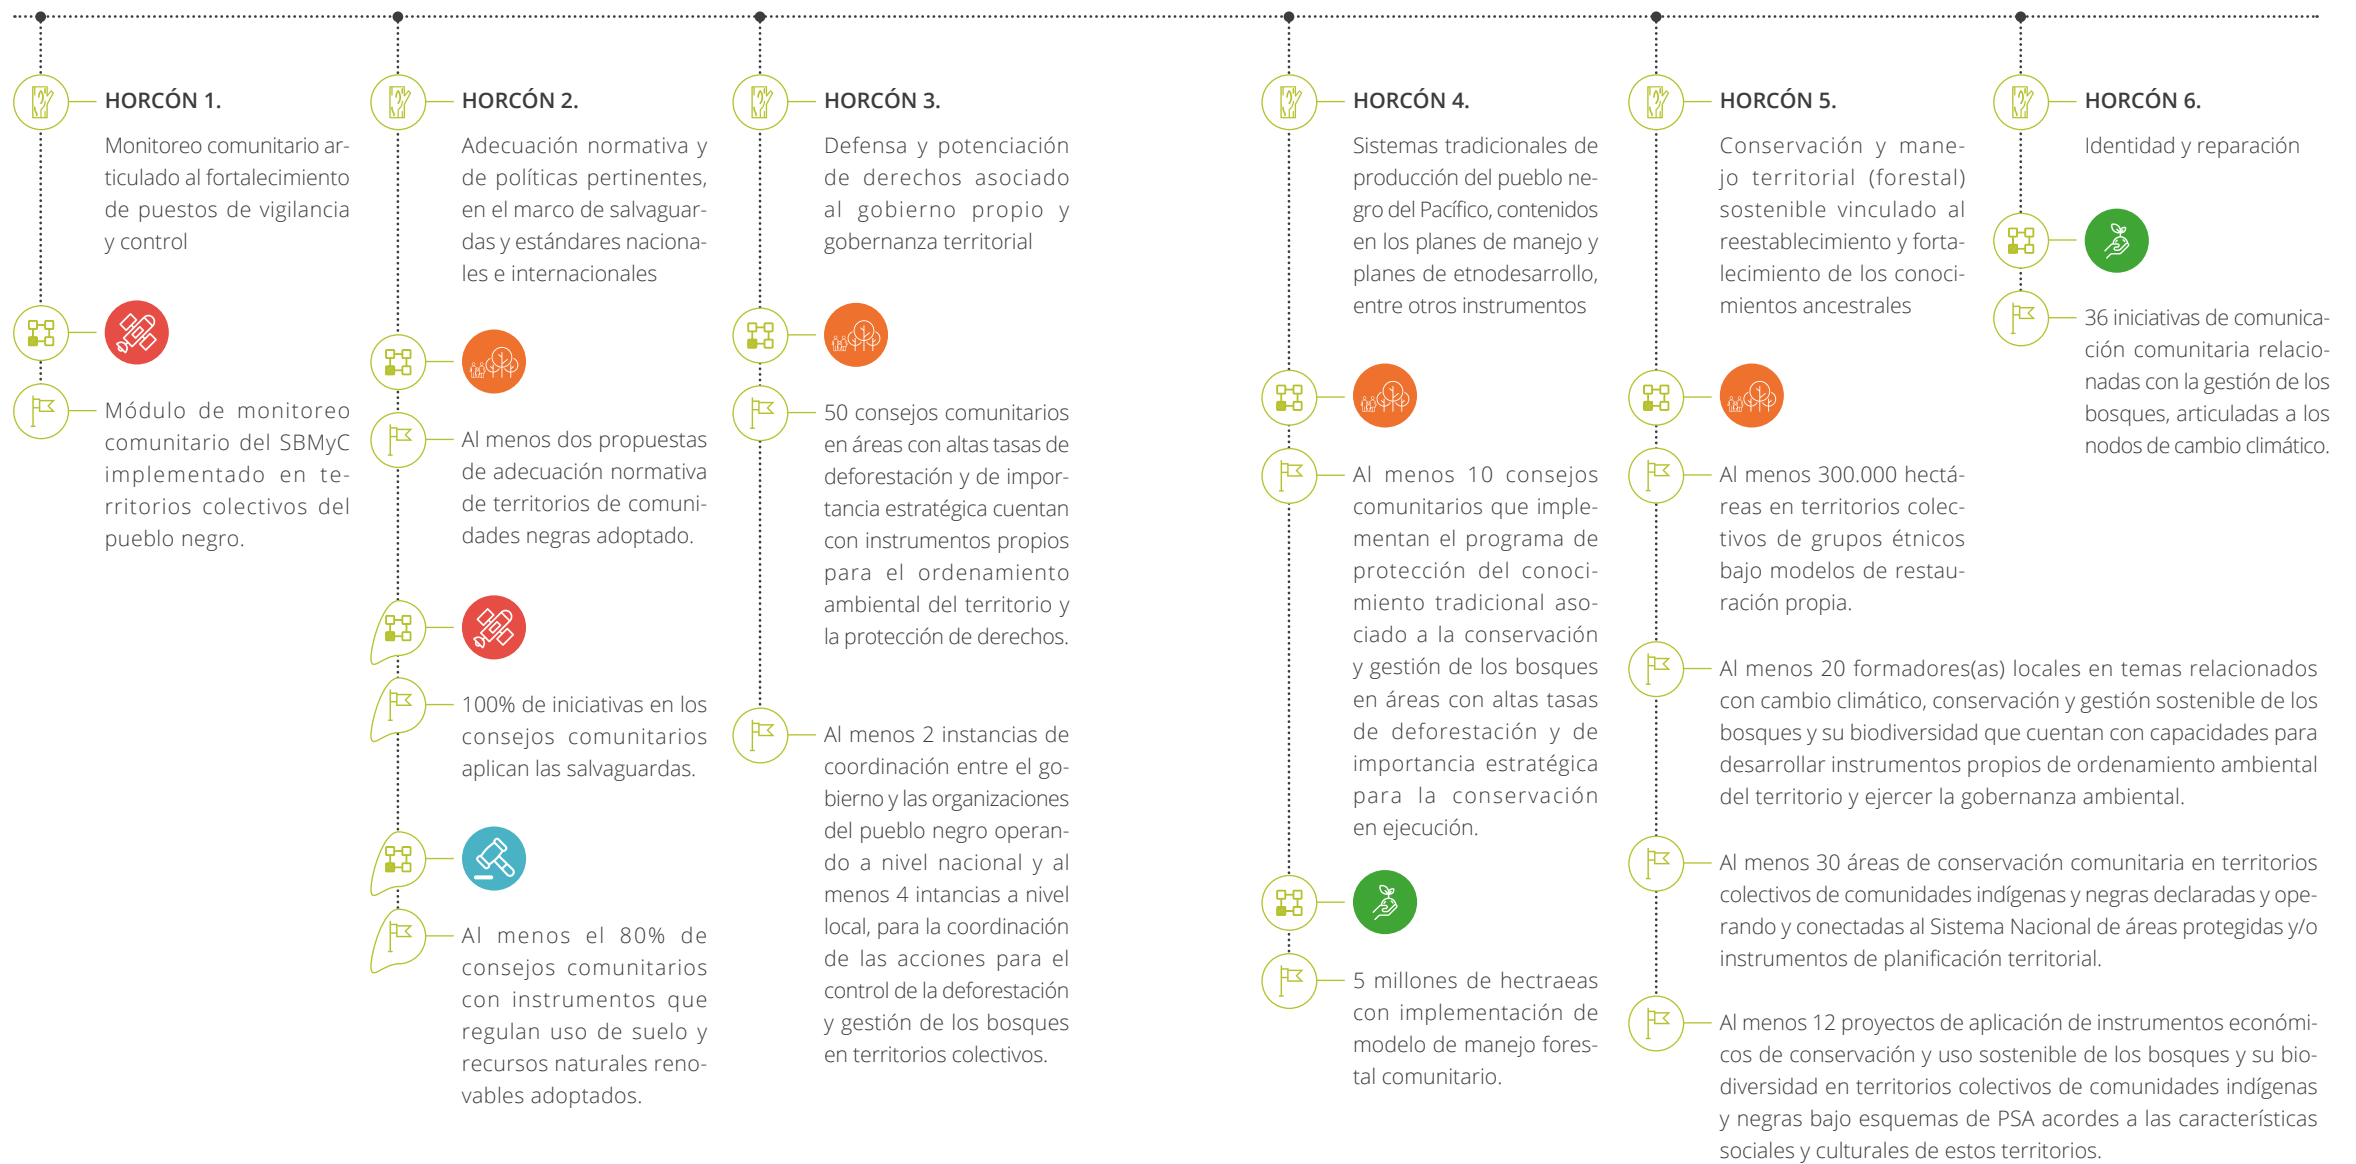 HORCÓN 1.
Monitoreo comunitario ar-
ticulado al fortalecimiento
de puestos de vigilancia
y control
Módulo de monitoreo
comunitario del SBMyC
implementado en te-
rritorios colectivos del
pueblo negro.
HORCÓN 2.
Adecuación normativa y
de políticas pertinentes,
en el marco de salvaguar-
das y estándares naciona-
les e internacionales
Al menos dos propuestas
de adecuación normativa
de territorios de comuni-
dades negras adoptado.
100% de iniciativas en los
consejos comunitarios
aplican las salvaguardas.
Al menos el 80% de
consejos comunitarios
con instrumentos que
regulan uso de suelo y
recursos naturales reno-
vables adoptados.
HORCÓN 3.
Defensa y potenciación
de derechos asociado
al gobierno propio y
gobernanza territorial
50 consejos comunitarios
en áreas con altas tasas de
deforestación y de impor-
tancia estratégica cuentan
con instrumentos propios
para el ordenamiento
ambiental del territorio y
la protección de derechos.
Al menos 2 instancias de
coordinación entre el go-
bierno y las organizaciones
del pueblo negro operan-
do a nivel nacional y al
menos 4 intancias a nivel
local, para la coordinación
de las acciones para el
control de la deforestación
y gestión de los bosques
en territorios colectivos.
HORCÓN 4.
Sistemas tradicionales de
producción del pueblo ne-
gro del Pacífico, contenidos
en los planes de manejo y
planes de etnodesarrollo,
entre otros instrumentos
Al menos 10 consejos
comunitarios que imple-
mentan el programa de
protección del conoci-
miento tradicional aso-
ciado a la conservación
y gestión de los bosques
en áreas con altas tasas
de deforestación y de
importancia estratégica
para la conservación
en ejecución.
5 millones de hectraeas
con implementación de
modelo de manejo fores-
tal comunitario.
HORCÓN 5.
Conservación y mane-
jo territorial (forestal)
sostenible vinculado al
reestablecimiento y forta-
lecimiento de los conoci-
mientos ancestrales
Al menos 300.000 hectá-
reas en territorios colec-
tivos de grupos étnicos
bajo modelos de restau-
ración propia.
Al menos 20 formadores(as) locales en temas relacionados
con cambio climático, conservación y gestión sostenible de los
bosques y su biodiversidad que cuentan con capacidades para
desarrollar instrumentos propios de ordenamiento ambiental
del territorio y ejercer la gobernanza ambiental.
Al menos 30 áreas de conservación comunitaria en territorios
colectivos de comunidades indígenas y negras declaradas y ope-
rando y conectadas al Sistema Nacional de áreas protegidas y/o
instrumentos de planificación territorial.
Al menos 12 proyectos de aplicación de instrumentos económi-
cos de conservación y uso sostenible de los bosques y su bio-
diversidad en territorios colectivos de comunidades indígenas
y negras bajo esquemas de PSA acordes a las características
sociales y culturales de estos territorios.
HORCÓN 6.
Identidad y reparación
36 iniciativas de comunica-
ción comunitaria relacio-
nadas con la gestión de los
bosques, articuladas a los
nodos de cambio climático.